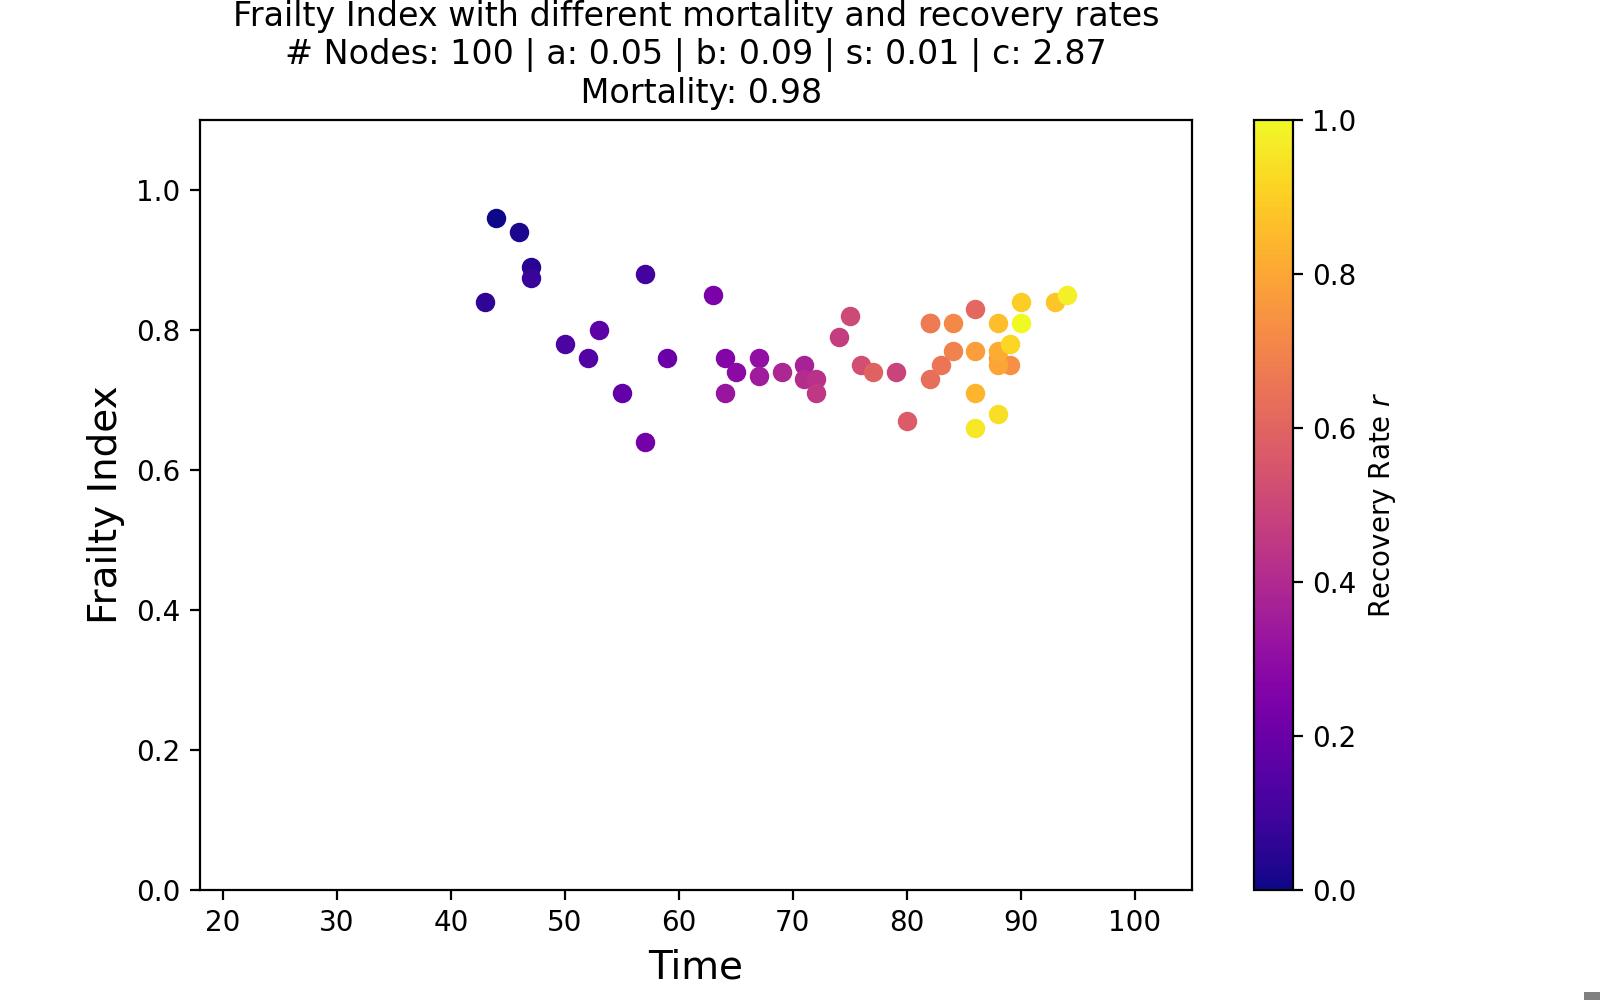 Frailty Index with different mortality and recovery rates
# Nodes: 100 | a: 0.05 | b: 0.09 | s: 0.01 | c: 2.87
Mortality: 0.98
Frailty Index
1.0
0.8
0.6
0.4
0.2
0.0
20 30 40 50 60 70 80 90 100
Time
1.0
0.8
0.6
0.4
0.2
0.0
Recovery Rate r